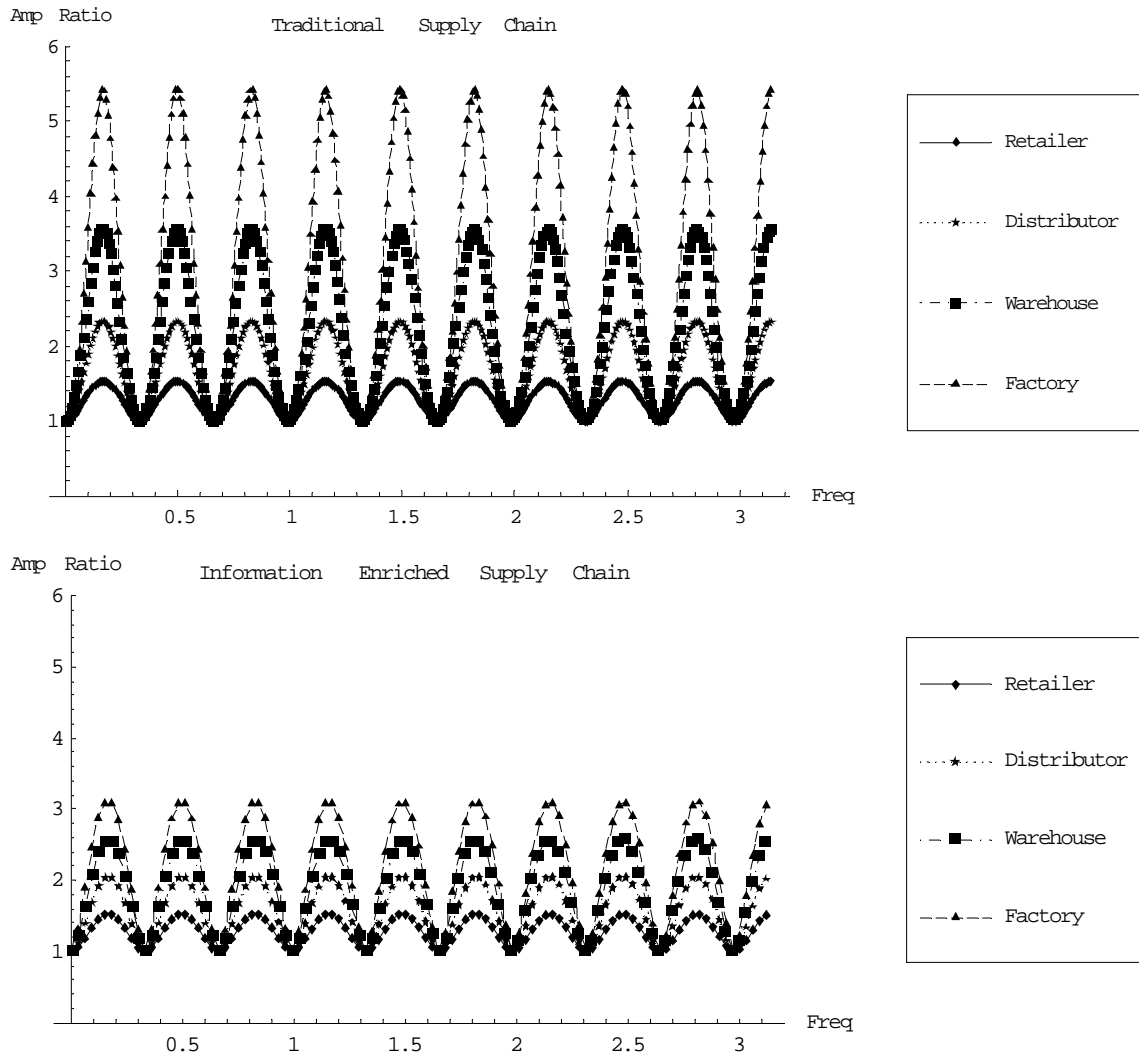 Amp Ratio
Traditional Supply Chain
6
5
4
3
2
1
0.5 1 1.5 2 2.5 3
Freq
Retailer
Distributor
Warehouse
Factory
Amp Ratio
Information Enriched Supply Chain
6
5
4
3
2
1
0.5 1 1.5 2 2.5 3
Freq
Retailer
Distributor
Warehouse
Factory